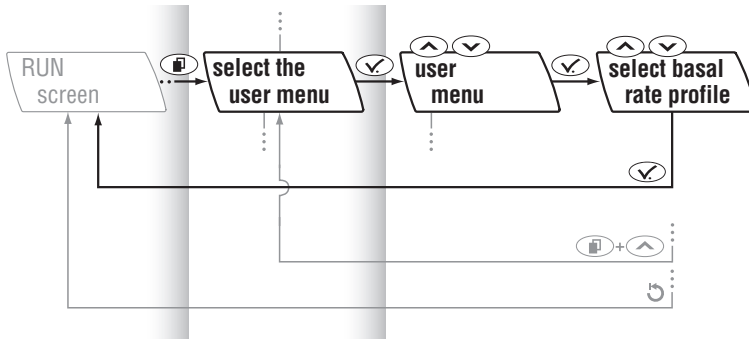 RUN
screen
select the
user menu
user
menu
select basal
rate profile
+